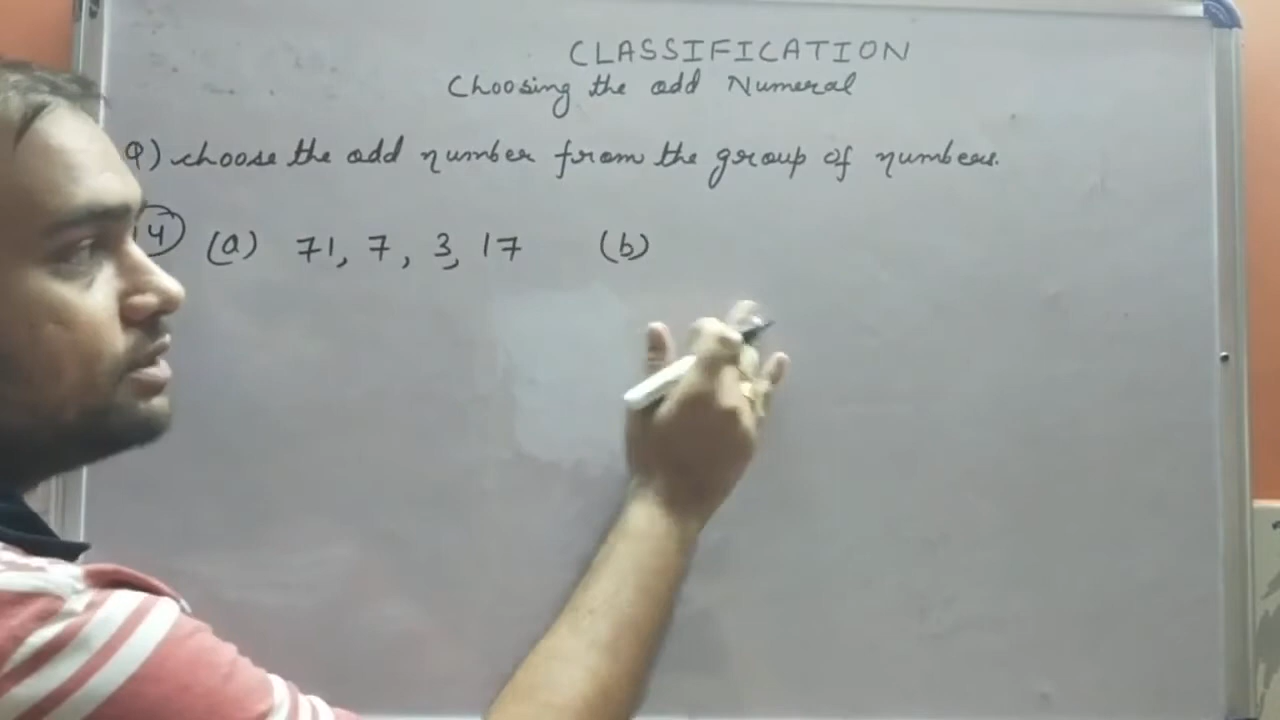 CLASSIFICATION
Choosing the odd Numeral
Q) choose the odd number from the group of numbers.
14 (a) 71, 7, 3, 17 (b)